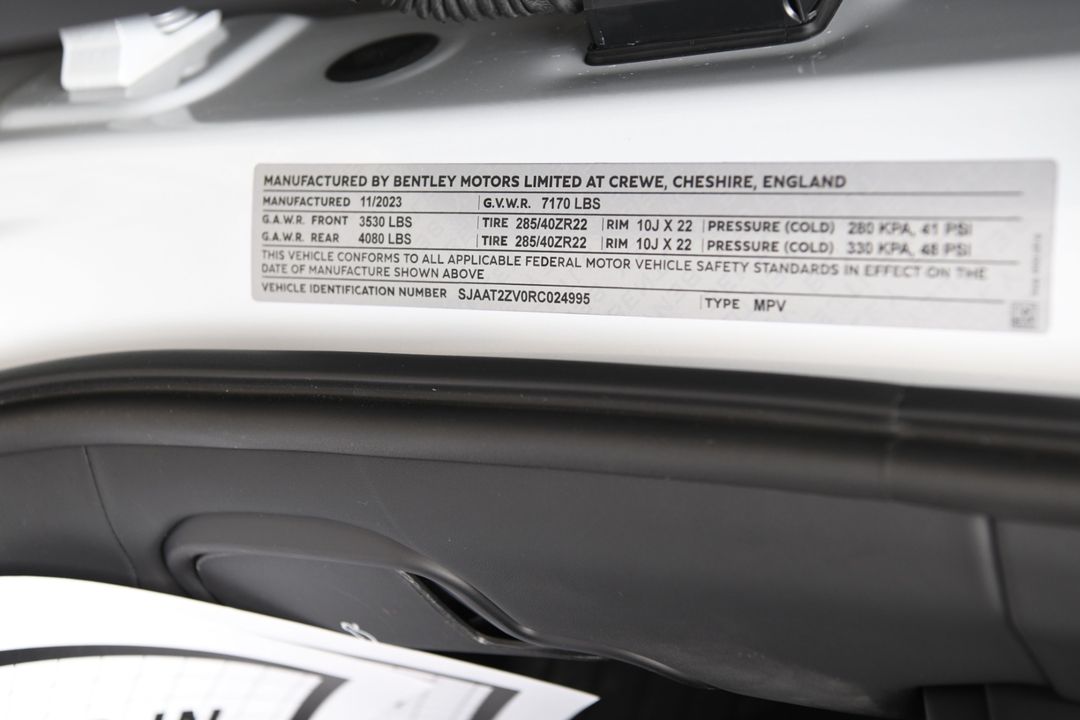 MANUFACTURED BY BENTLEY MOTORS LIMITED AT CREWE, CHESHIRE, ENGLAND
MANUFACTURED 11/2023 G.V.W.R. 7170 LBS
G.A.W.R. FRONT 3530 LBS TIRE 285/40ZR22 RIM 10J X 22 PRESSURE (COLD) 280 KPA, 41 PSI
G.A.W.R. REAR 4080 LBS TIRE 285/40ZR22 RIM 10J X 22 PRESSURE (COLD) 330 KPA, 48 PSI
THIS VEHICLE CONFORMS TO ALL APPLICABLE FEDERAL MOTOR VEHICLE SAFETY STANDARDS IN EFFECT ON THE
DATE OF MANUFACTURE SHOWN ABOVE
VEHICLE IDENTIFICATION NUMBER SJAAT2ZV0RC024995 TYPE MPV
IN